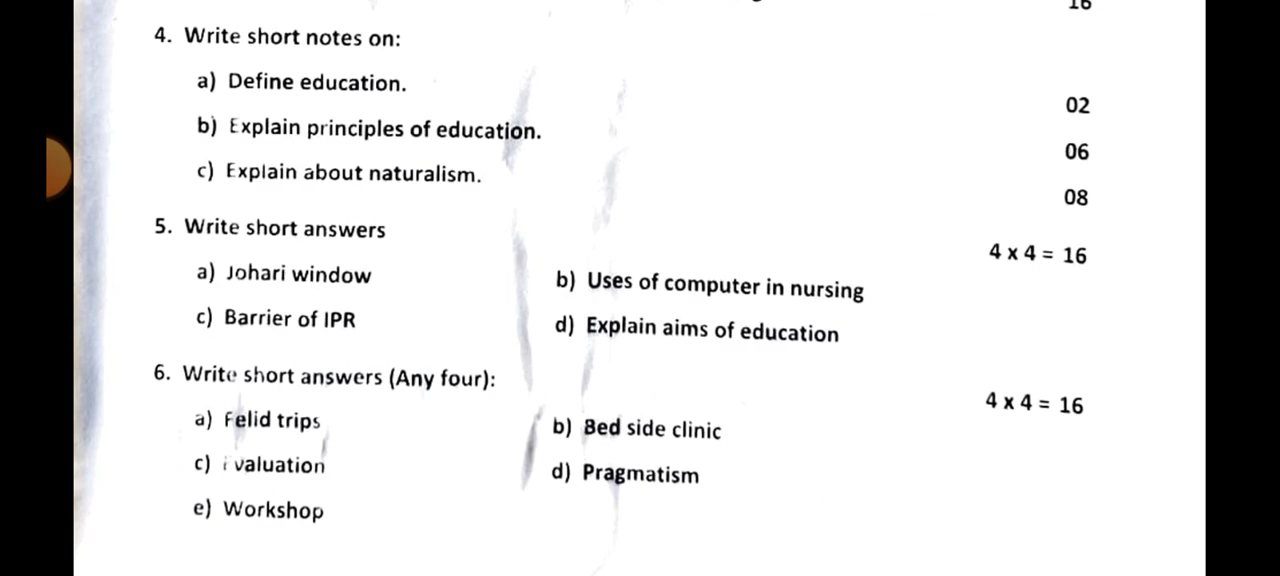 16
4. Write short notes on:
a) Define education. 02
b) Explain principles of education. 06
c) Explain about naturalism. 08
5. Write short answers 4 x 4 = 16
a) Johari window b) Uses of computer in nursing
c) Barrier of IPR d) Explain aims of education
6. Write short answers (Any four): 4 x 4 = 16
a) Felid trips b) Bed side clinic
c) Evaluation d) Pragmatism
e) Workshop